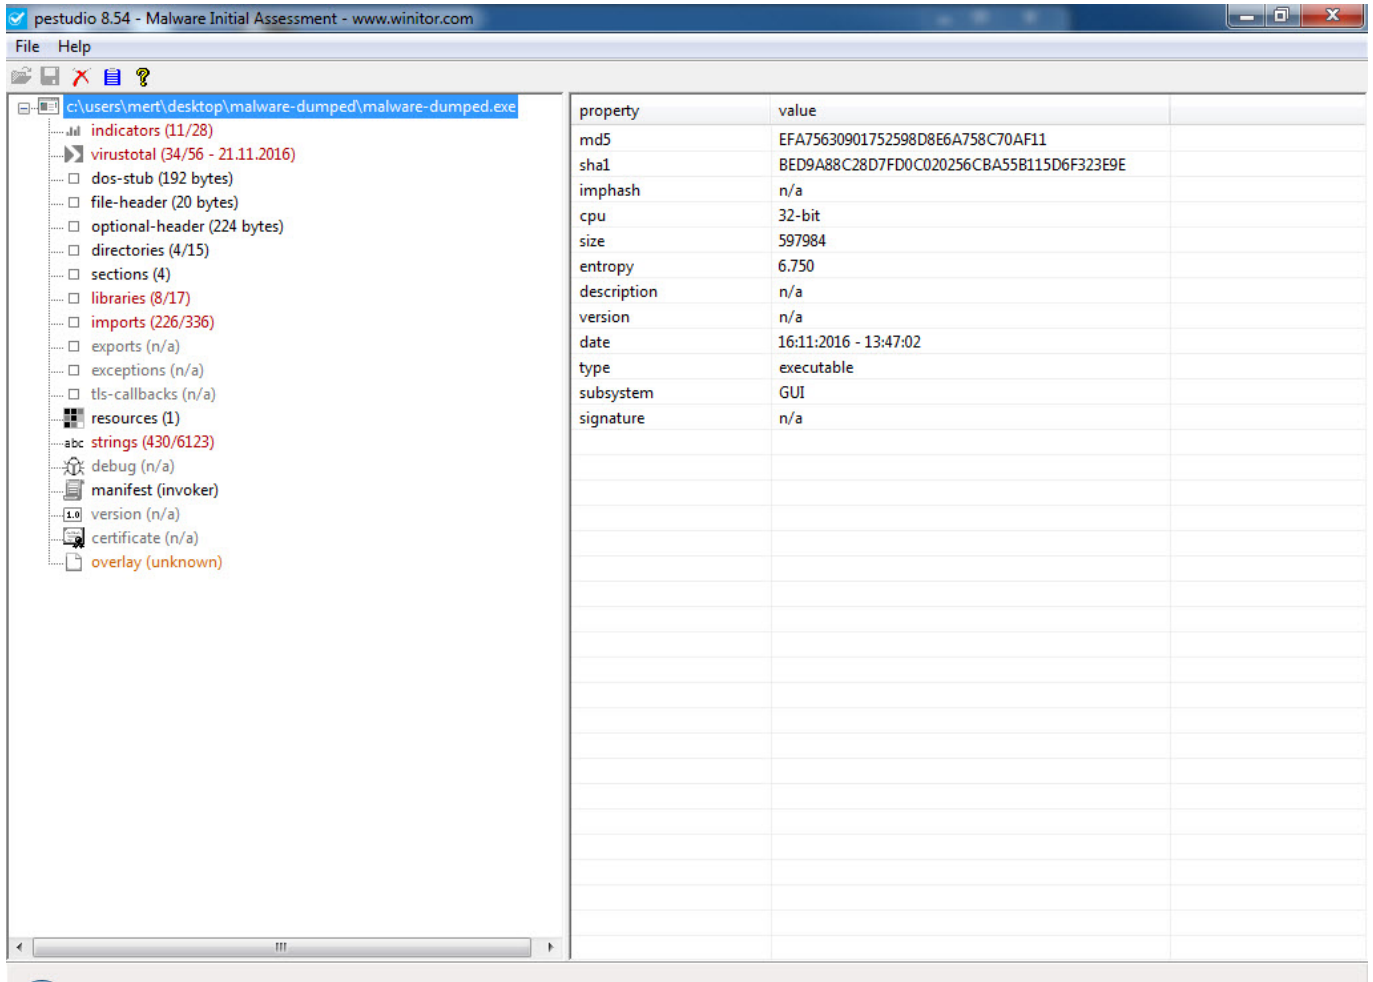 pestudio 8.54 - Malware Initial Assessment - www.winitor.com
File Help
c:\users\mert\desktop\malware-dumped\malware-dumped.exe
indicators (11/28)
virustotal (34/56 - 21.11.2016)
dos-stub (192 bytes)
file-header (20 bytes)
optional-header (224 bytes)
directories (4/15)
sections (4)
libraries (8/17)
imports (226/336)
exports (n/a)
exceptions (n/a)
tls-callbacks (n/a)
resources (1)
abc strings (430/6123)
debug (n/a)
manifest (invoker)
1.0 version (n/a)
certificate (n/a)
overlay (unknown)
property value
md5 EFA75630901752598D8E6A758C70AF11
sha1 BED9A88C28D7FD0C020256CBA55B115D6F323E9E
imphash n/a
cpu 32-bit
size 597984
entropy 6.750
description n/a
version n/a
date 16:11:2016 - 13:47:02
type executable
subsystem GUI
signature n/a